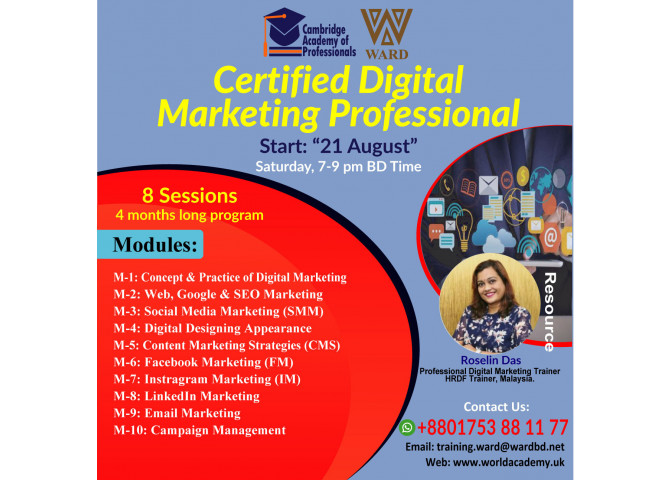 Cambridge
Academy of
Professionals
WARD
Certified Digital
Marketing Professional
Start: “21 August”
Saturday, 7-9 pm BD Time
8 Sessions
4 months long program
Modules:
M-1: Concept & Practice of Digital Marketing
M-2: Web, Google & SEO Marketing
M-3: Social Media Marketing (SMM)
M-4: Digital Designing Appearance
M-5: Content Marketing Strategies (CMS)
M-6: Facebook Marketing (FM)
M-7: Instragram Marketing (IM)
M-8: LinkedIn Marketing
M-9: Email Marketing
M-10: Campaign Management
Resource
Roselin Das
Professional Digital Marketing Trainer
HRDF Trainer, Malaysia.
Contact Us:
+8801753 88 11 77
Email: training.ward@wardbd.net
Web: www.worldacademy.uk